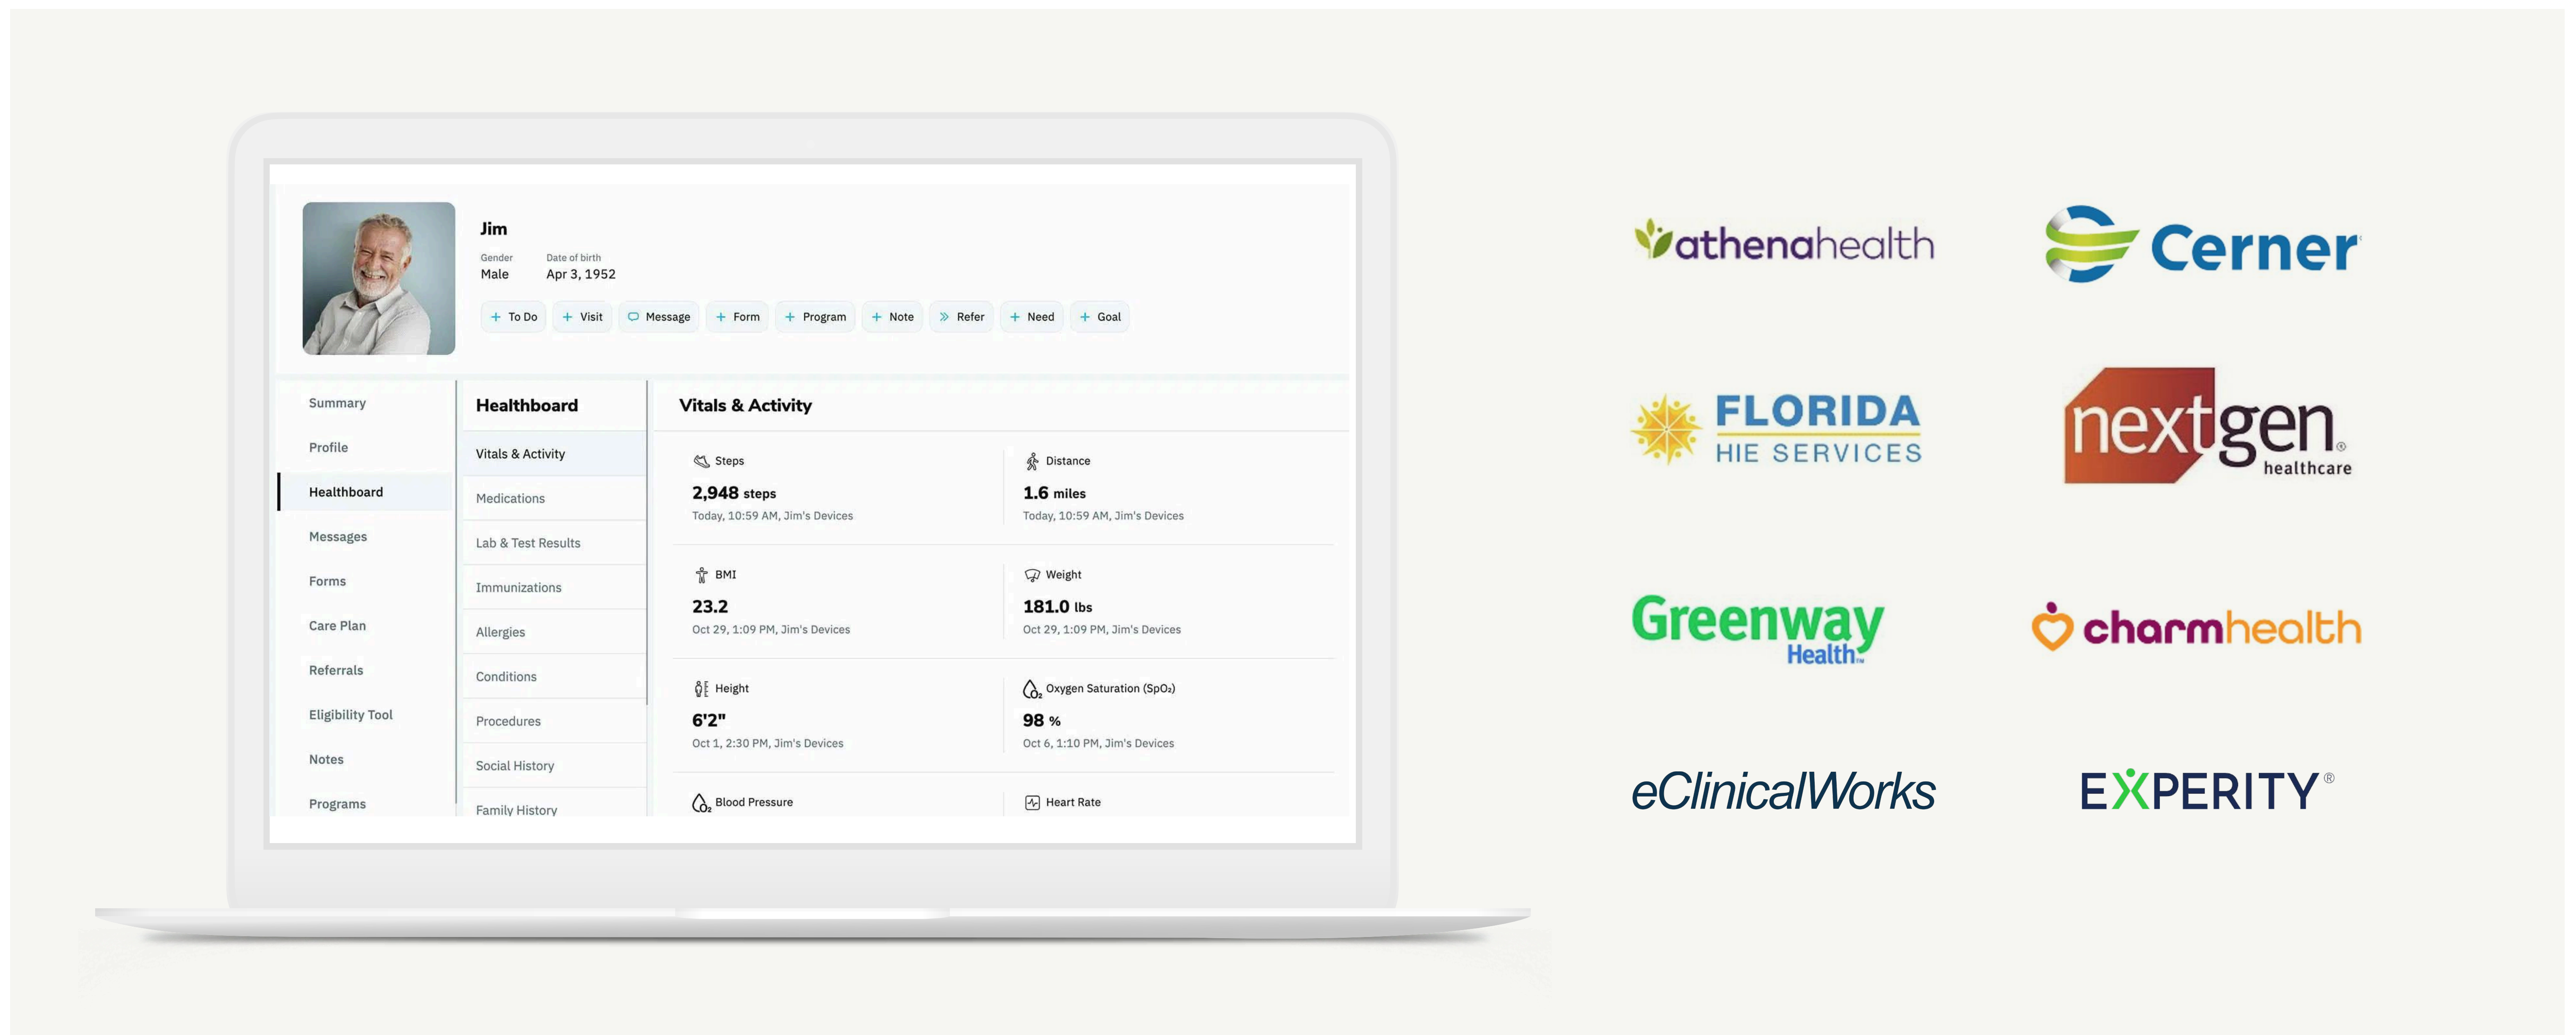 Jim
Gender Date of birth
Male Apr 3, 1952
+ To Do + Visit Message + Form + Program + Note Refer + Need + Goal
Summary
Profile
Healthboard
Messages
Forms
Care Plan
Referrals
Eligibility Tool
Notes
Programs
Healthboard
Vitals & Activity
Medications
Lab & Test Results
Immunizations
Allergies
Conditions
Procedures
Social History
Family History
Vitals & Activity
Steps
2,948 steps
Today, 10:59 AM, Jim's Devices
Distance
1.6 miles
Today, 10:59 AM, Jim's Devices
BMI
23.2
Oct 29, 1:09 PM, Jim's Devices
Weight
181.0 lbs
Oct 29, 1:09 PM, Jim's Devices
Height
6'2"
Oct 1, 2:30 PM, Jim's Devices
O₂ Oxygen Saturation (SpO₂)
98 %
Oct 6, 1:10 PM, Jim's Devices
O₂ Blood Pressure
Heart Rate
athenahealth
Cerner
FLORIDA
HIE SERVICES
nextgen®
healthcare
Greenway
Health™
charmhealth
eClinicalWorks
EXPERITY®